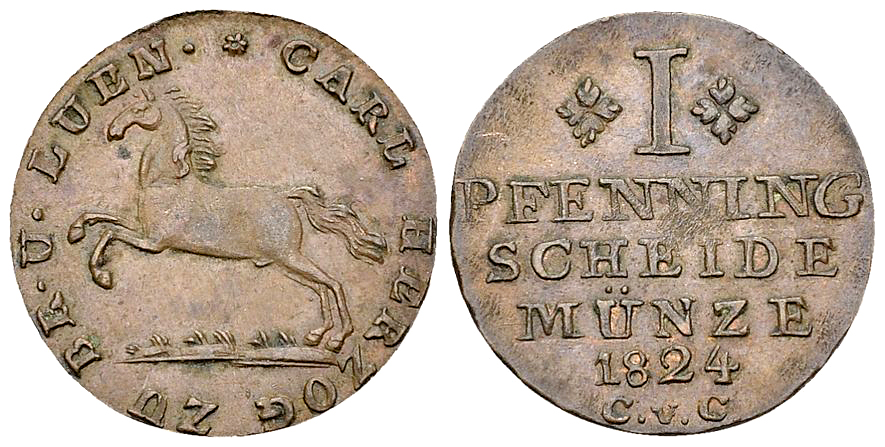 CARL HERZOG ZU BR·U·LUEN· *
I
PFENNING
SCHEIDE
MÜNZE
1824
C.v.C